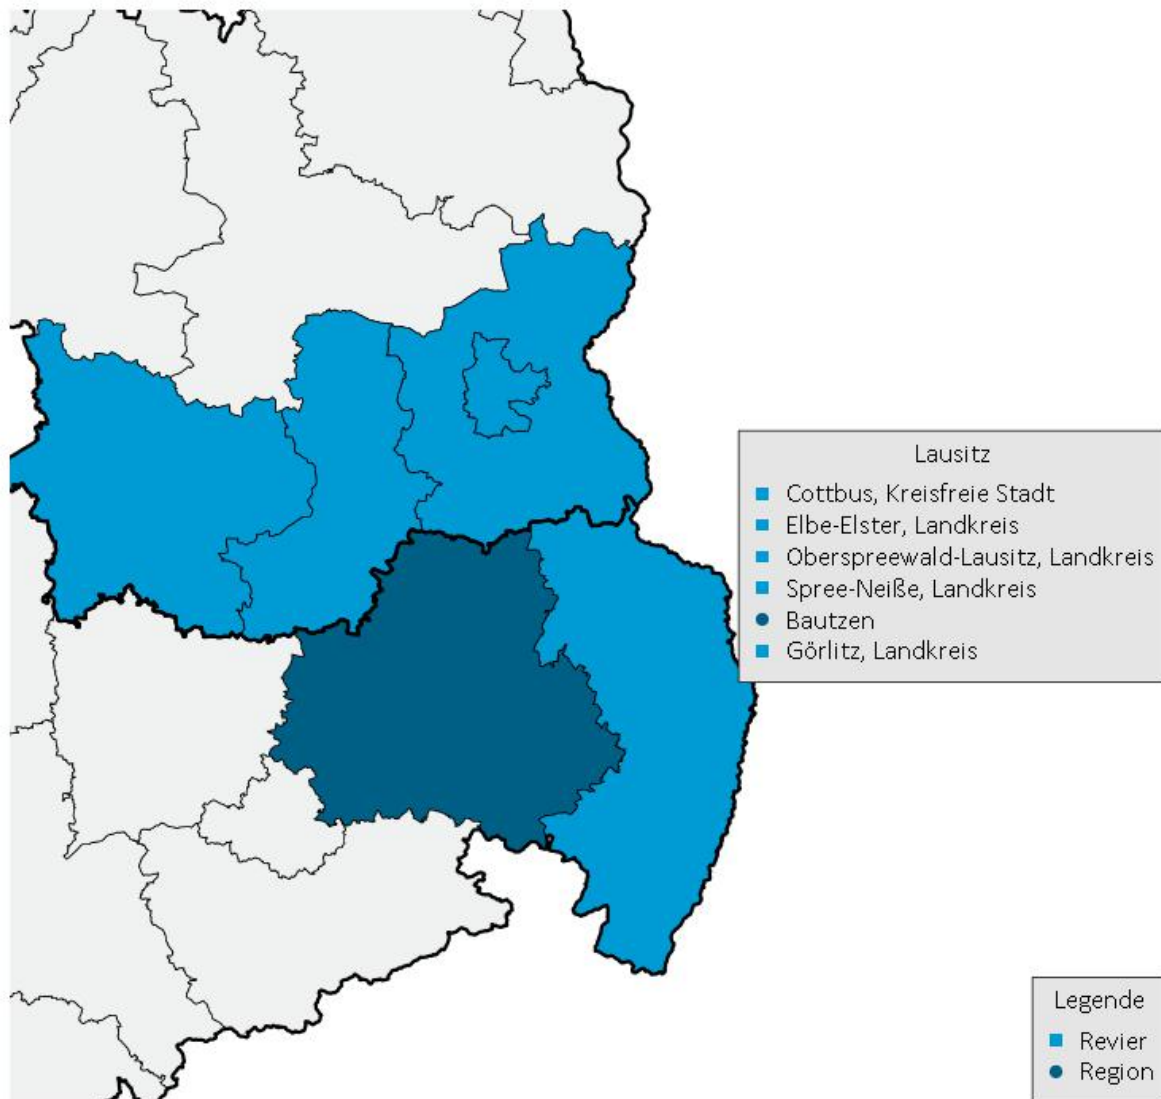 Lausitz
Cottbus, Kreisfreie Stadt
Elbe-Elster, Landkreis
Oberspreewald-Lausitz, Landkreis
Spree-Neiße, Landkreis
Bautzen
Görlitz, Landkreis
Legende
Revier
Region